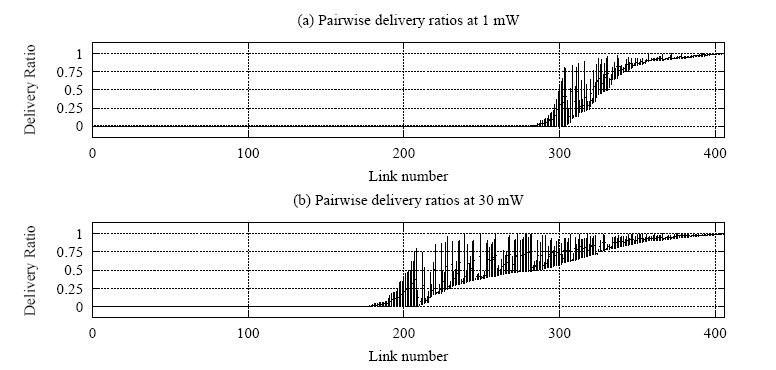 (a) Pairwise delivery ratios at 1 mW
Delivery Ratio
1
0.75
0.5
0.25
0
0 100 200 300 400
Link number
(b) Pairwise delivery ratios at 30 mW
Delivery Ratio
1
0.75
0.5
0.25
0
0 100 200 300 400
Link number